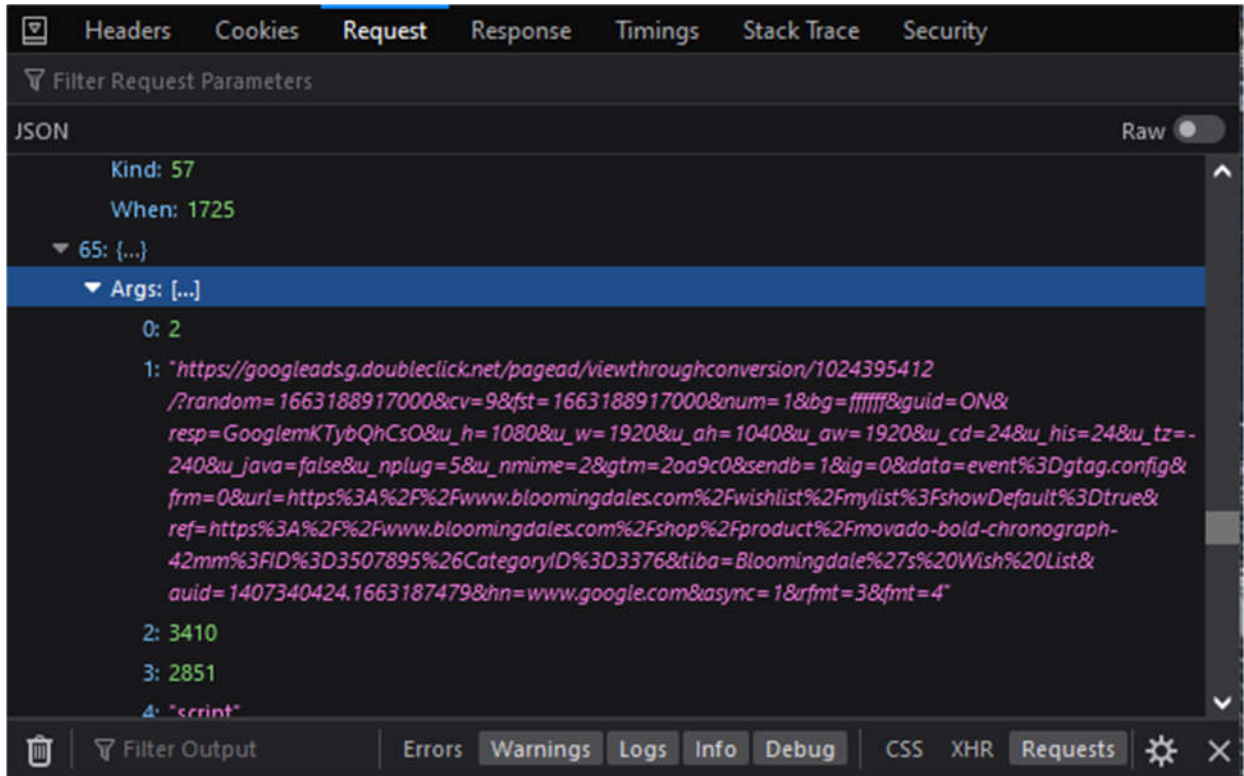 Headers Cookies Request Response Timings Stack Trace Security
Filter Request Parameters
JSON Raw
Kind: 57
When: 1725
65: {...}
Args: [...]
0: 2
1: "https://googleads.g.doubleclick.net/pagead/viewthroughconversion/1024395412
/?random=1663188917000&cv=9&fst=1663188917000&num=1&bg=ffffff&guid=ON&
resp=GooglemKTybQhCsO&u_h=1080&u_w=1920&u_ah=1040&u_aw=1920&u_cd=24&u_his=24&u_tz=-
240&u_java=false&u_nplug=5&u_nmime=2&gtm=2oa9c0&sendb=1&ig=0&data=event%3Dgtag.config&
frm=0&url=https%3A%2F%2Fwww.bloomingdales.com%2Fwishlist%2Fmylist%3FshowDefault%3Dtrue&
ref=https%3A%2F%2Fwww.bloomingdales.com%2Fshop%2Fproduct%2Fmovado-bold-chronograph-
42mm%3FID%3D3507895%26CategoryID%3D3376&tiba=Bloomingdale%27s%20Wish%20List&
auid=1407340424.1663187479&hn=www.google.com&async=1&rfmt=3&fmt=4"
2: 3410
3: 2851
4: "script"
Filter Output Errors Warnings Logs Info Debug CSS XHR Requests